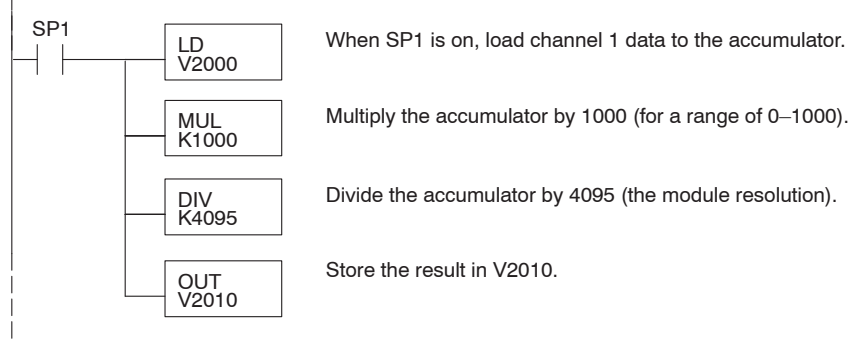 SP1
LD
V2000
When SP1 is on, load channel 1 data to the accumulator.
MUL
K1000
Multiply the accumulator by 1000 (for a range of 0–1000).
DIV
K4095
Divide the accumulator by 4095 (the module resolution).
OUT
V2010
Store the result in V2010.